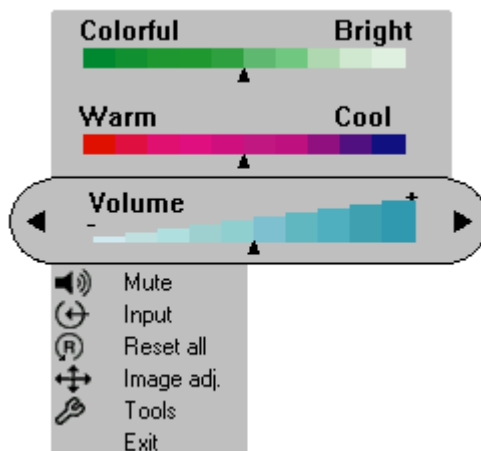 Colorful Bright
Warm Cool
Volume
- +
Mute
Input
R Reset all
Image adj.
Tools
Exit